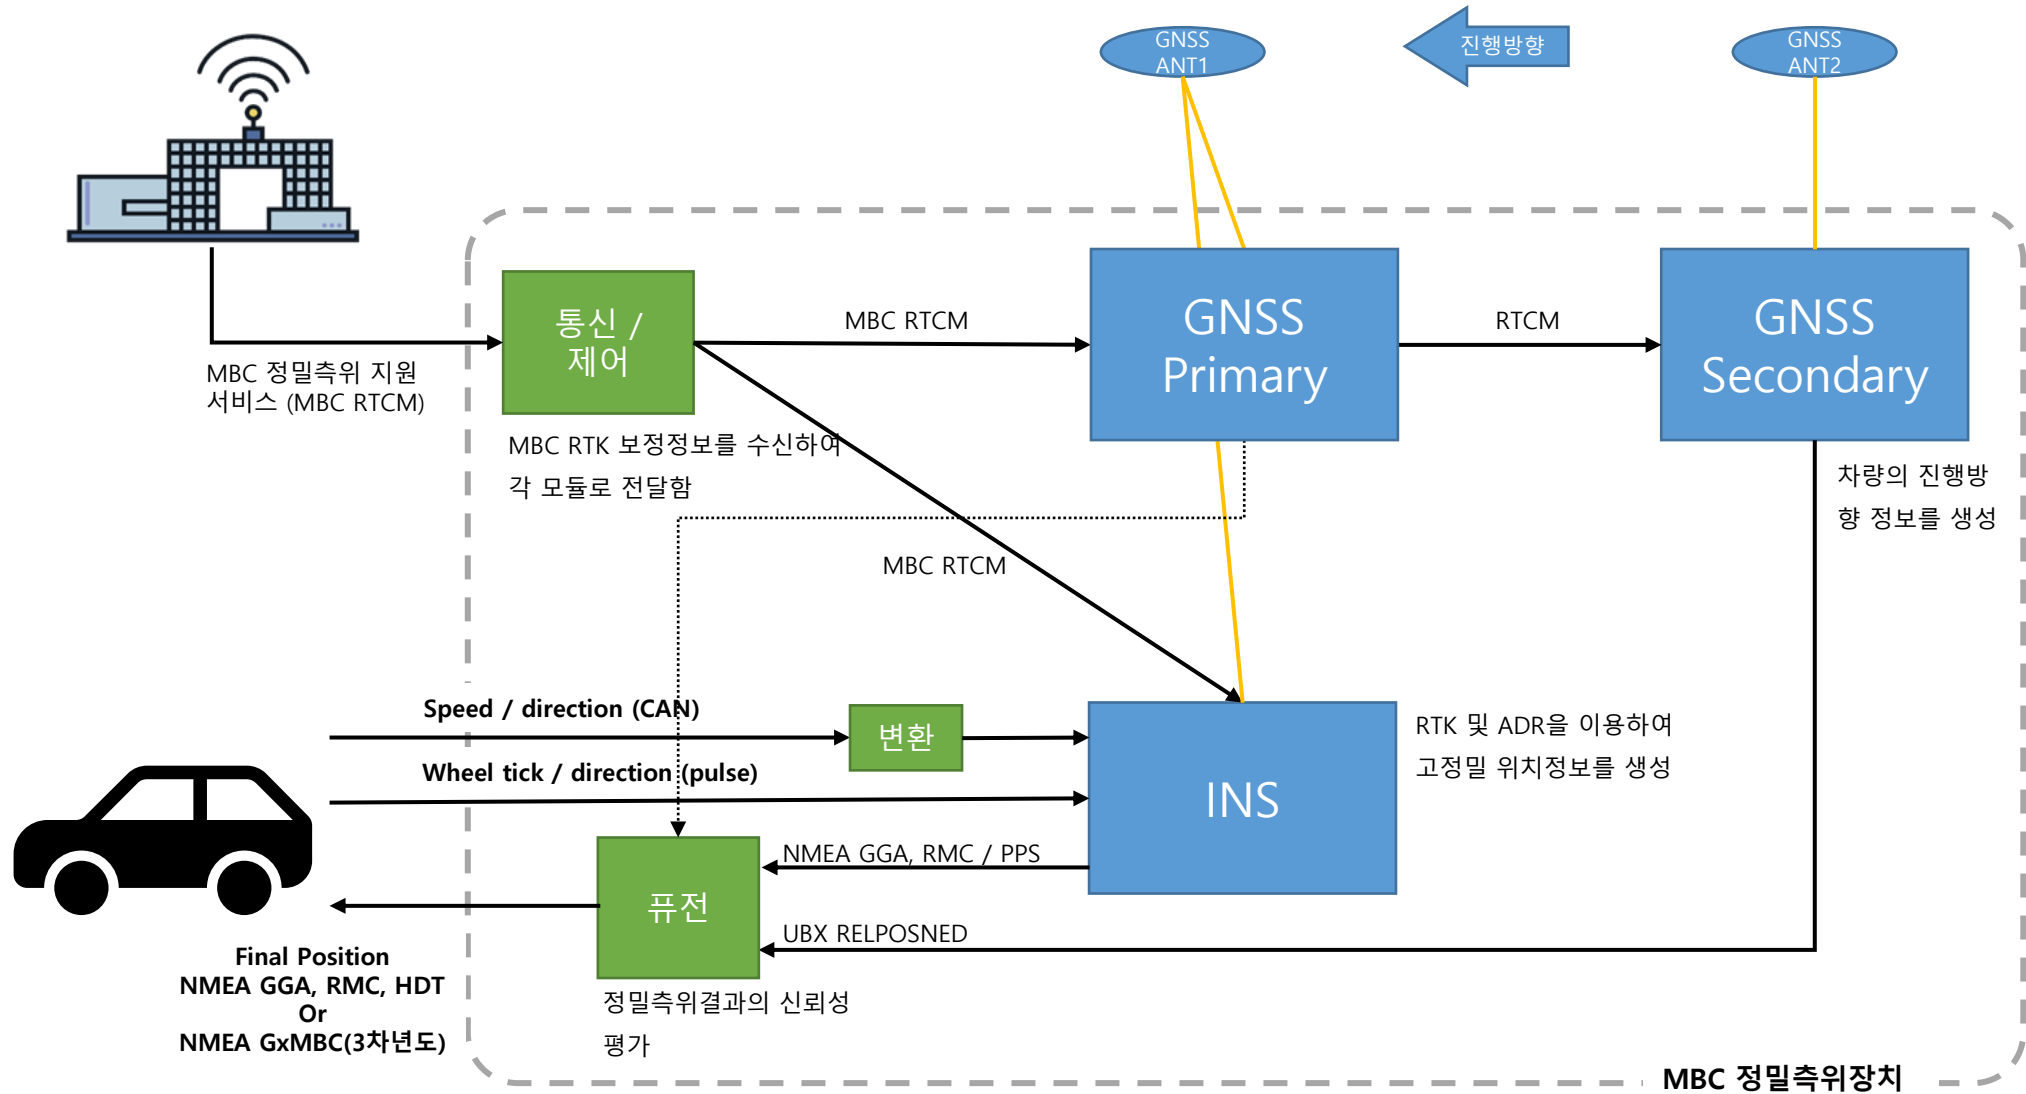 GNSS
ANT1
진행방향
GNSS
ANT2
통신 /
제어
MBC RTCM
GNSS
Primary
RTCM
GNSS
Secondary
MBC 정밀측위 지원
서비스 (MBC RTCM)
MBC RTK 보정정보를 수신하여
각 모듈로 전달함
차량의 진행방
향 정보를 생성
MBC RTCM
Speed / direction (CAN)
변환
Wheel tick / direction (pulse)
INS
RTK 및 ADR을 이용하여
고정밀 위치정보를 생성
NMEA GGA, RMC / PPS
퓨전
UBX RELPOSNED
Final Position
NMEA GGA, RMC, HDT
Or
NMEA GxMBC(3차년도)
정밀측위결과의 신뢰성
평가
MBC 정밀측위장치